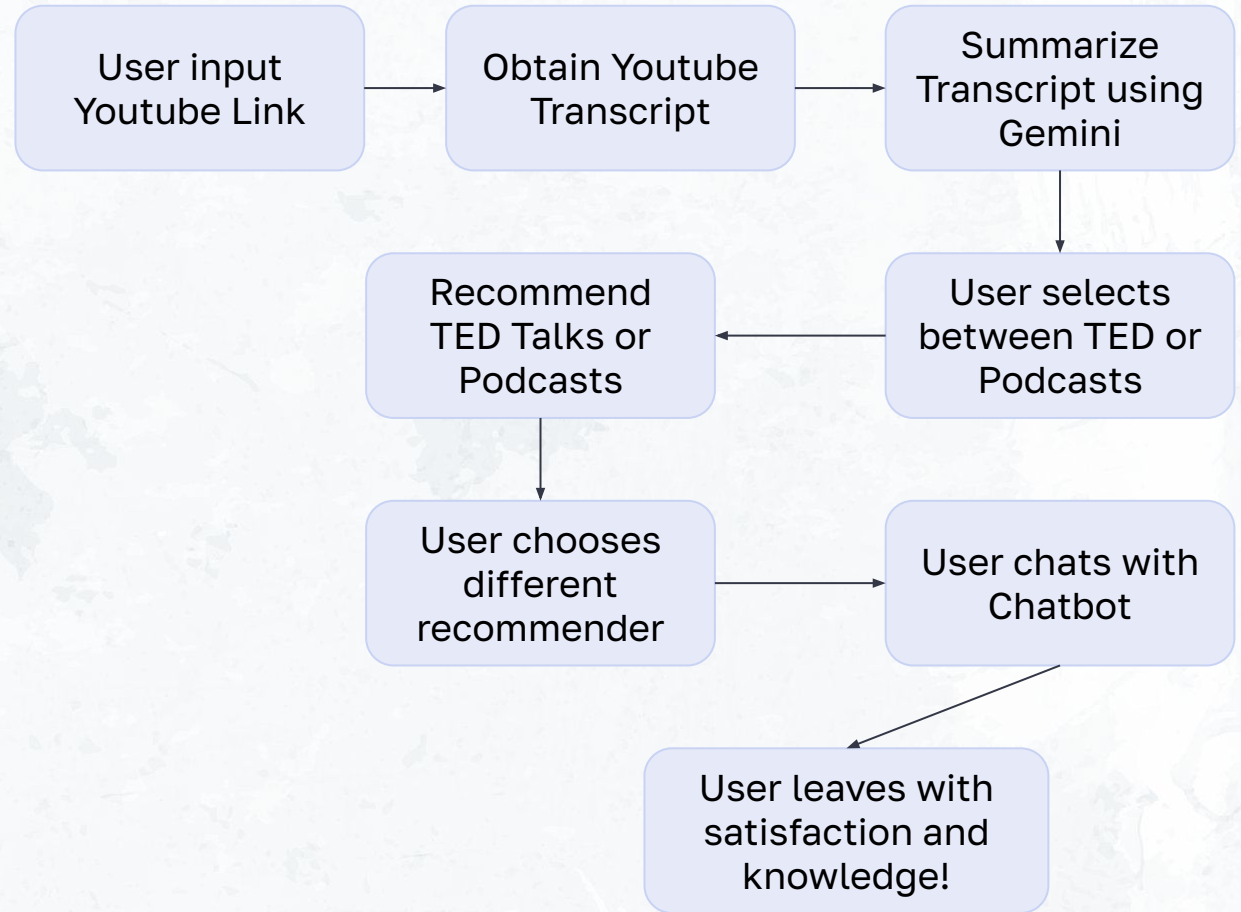 User input
Youtube Link
Obtain Youtube
Transcript
Summarize
Transcript using
Gemini
User selects
between TED or
Podcasts
Recommend
TED Talks or
Podcasts
User chooses
different
recommender
User chats with
Chatbot
User leaves with
satisfaction and
knowledge!